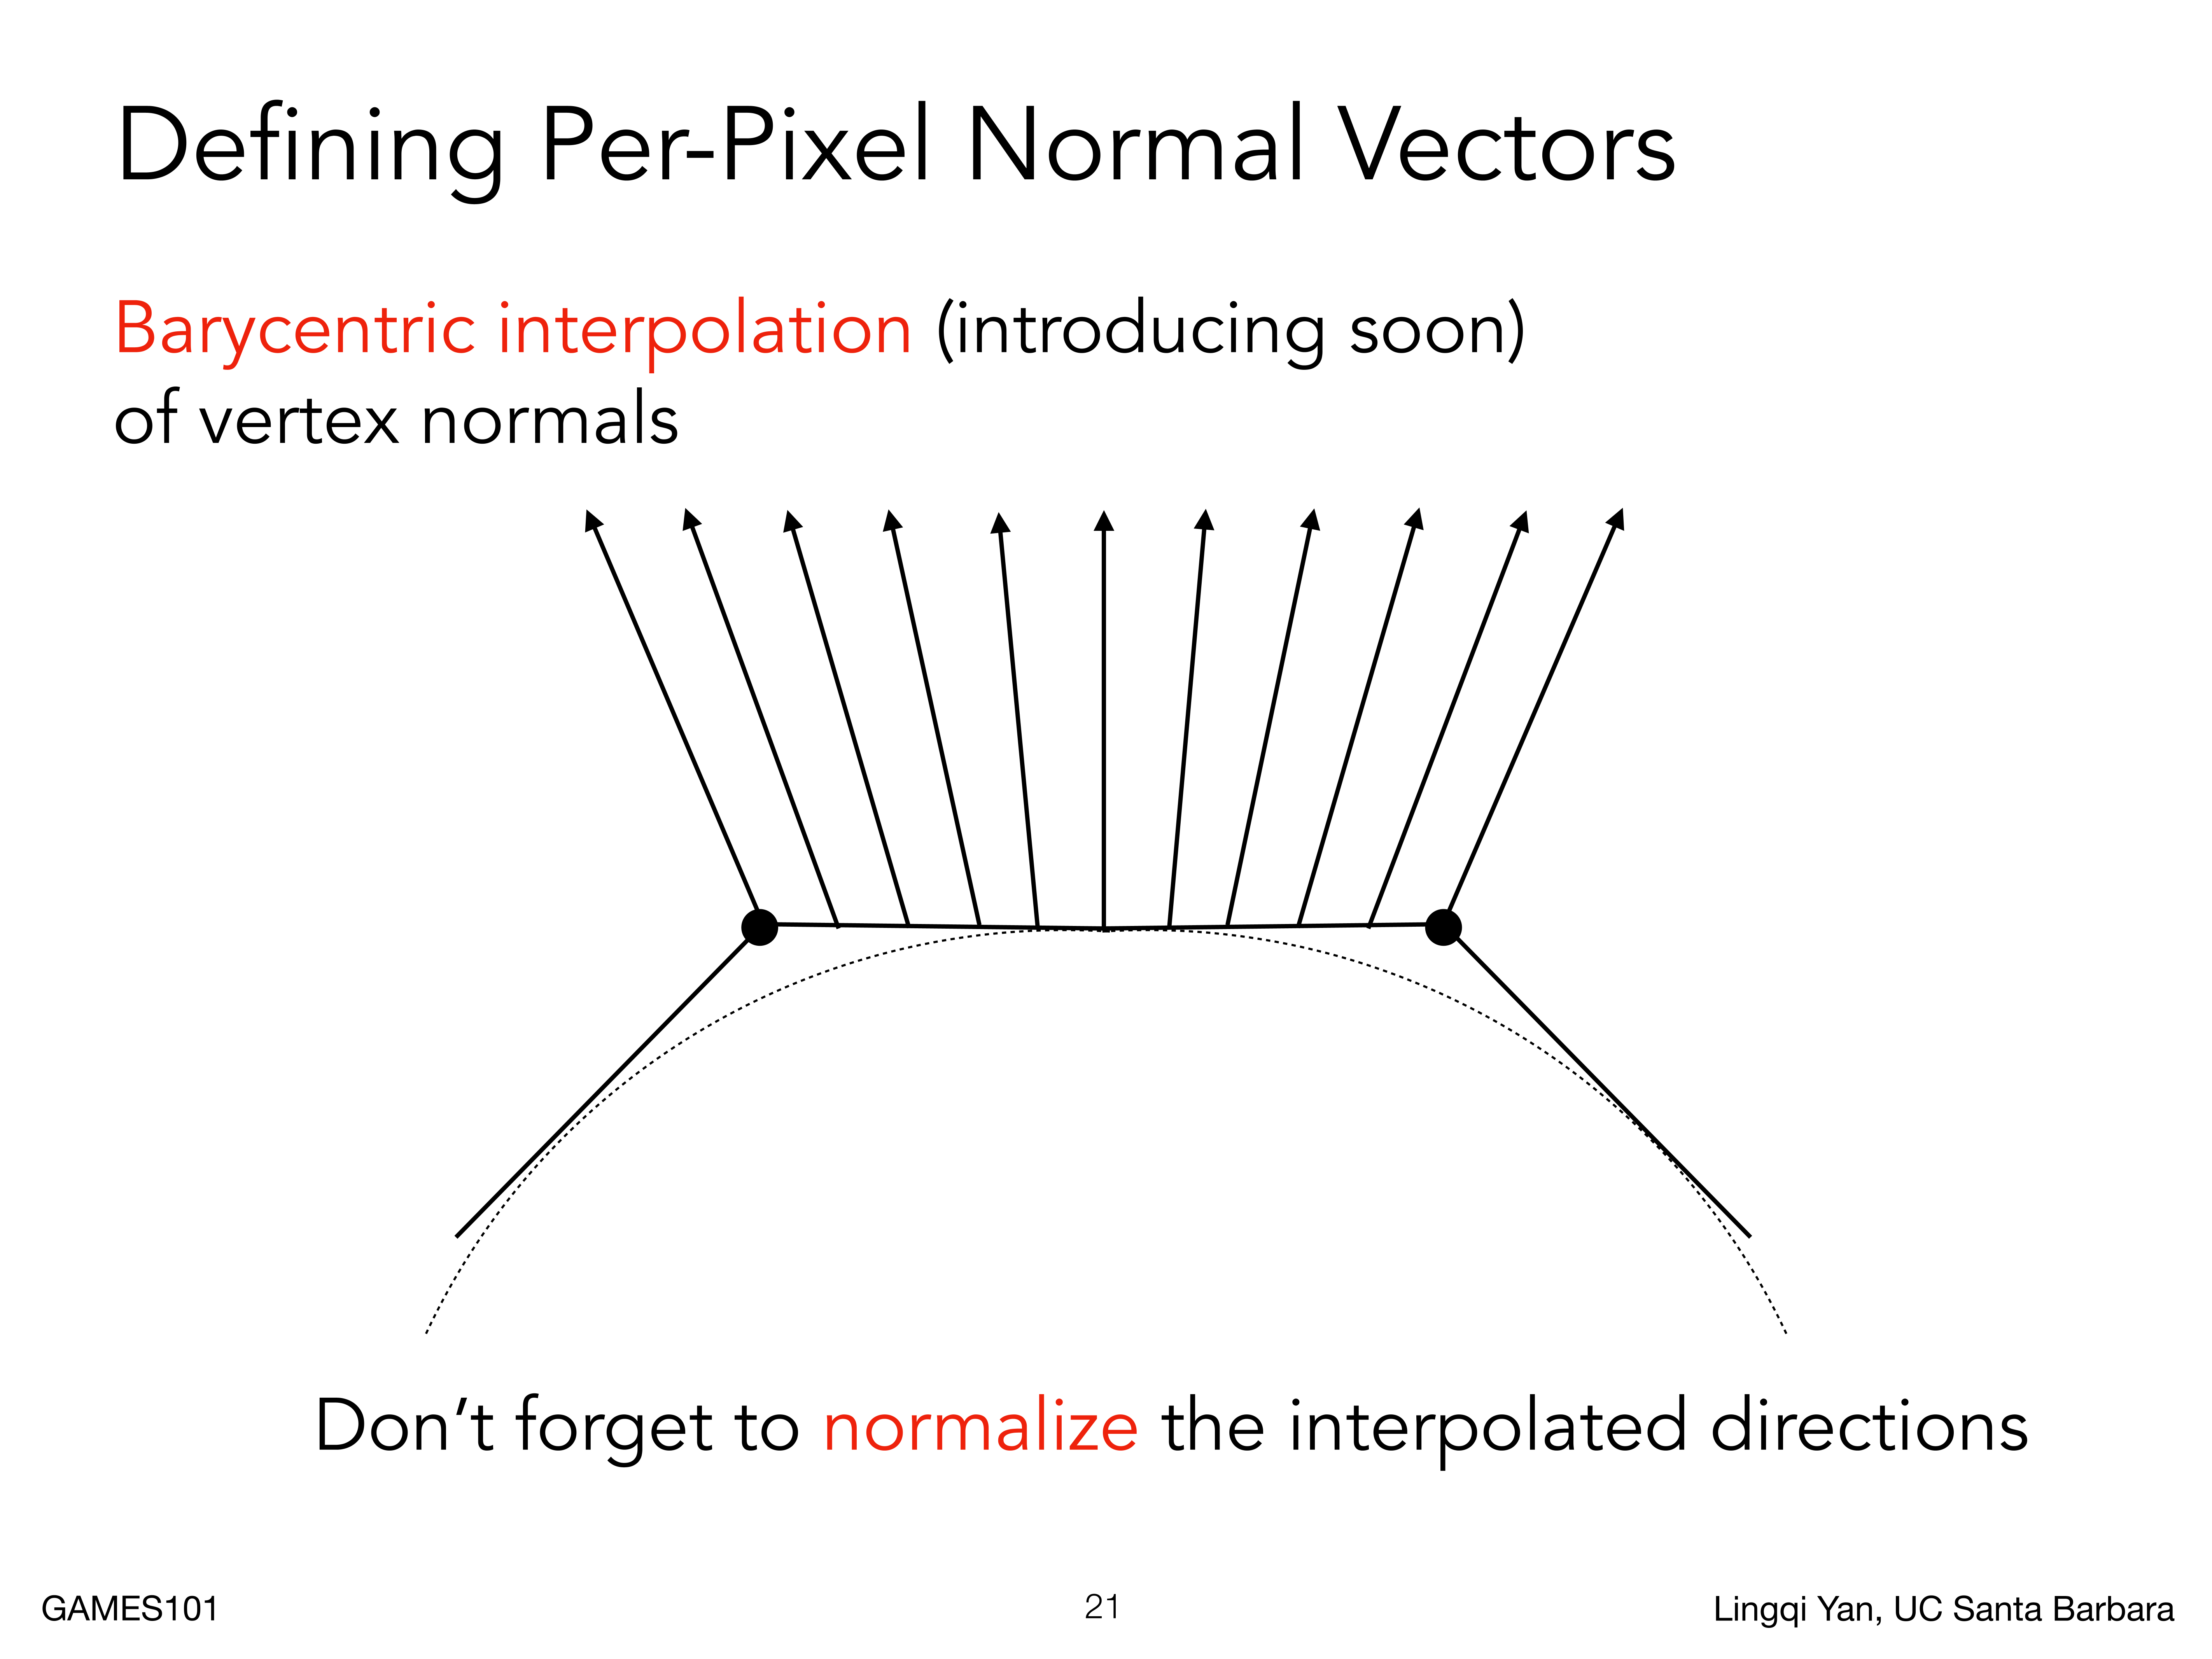 Defining Per-Pixel Normal Vectors
Barycentric interpolation (introducing soon)
of vertex normals
Don’t forget to normalize the interpolated directions
GAMES101
21
Lingqi Yan, UC Santa Barbara